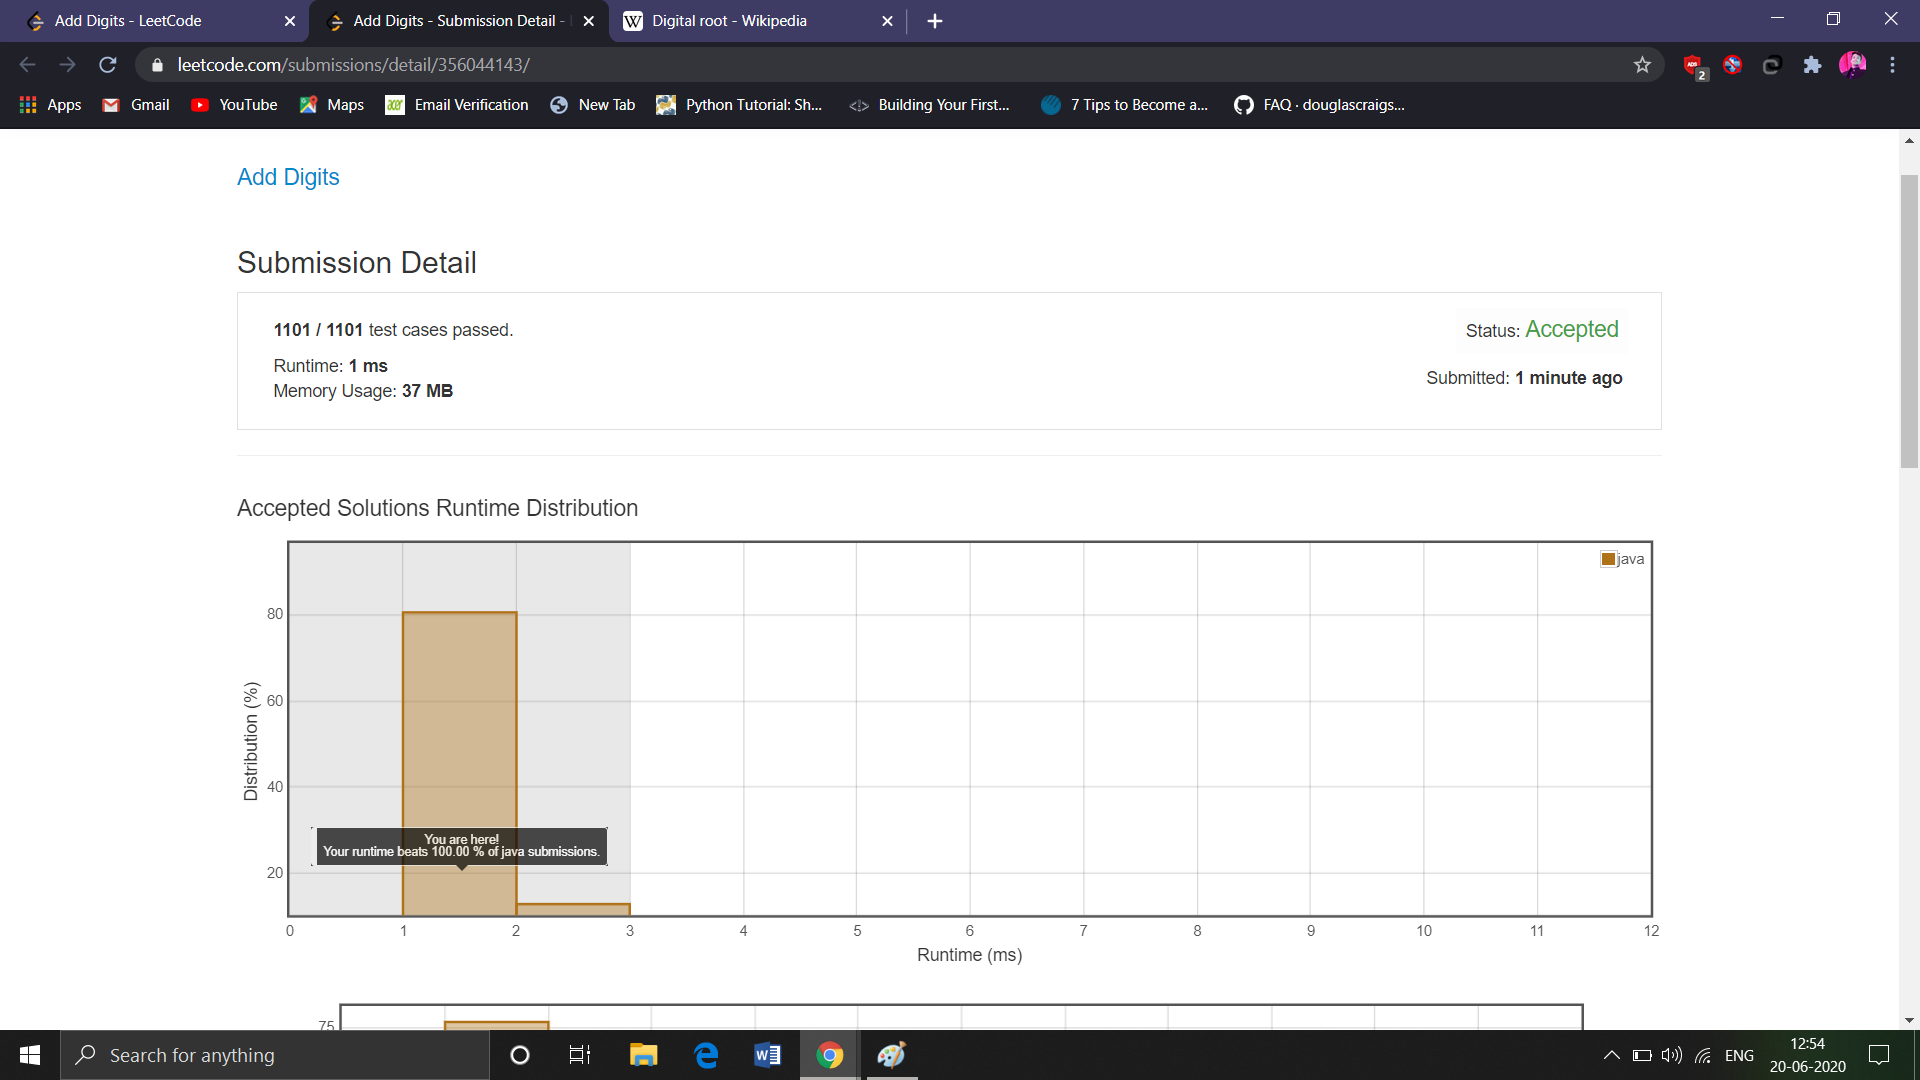 Add Digits - LeetCode
Add Digits - Submission Detail -
W Digital root - Wikipedia
leetcode.com/submissions/detail/356044143/
ABP 2
Apps Gmail YouTube Maps acer Email Verification New Tab Python Tutorial: Sh... Building Your First... 7 Tips to Become a... FAQ · douglascraigs...
Add Digits
Submission Detail
1101 / 1101 test cases passed.
Status: Accepted
Runtime: 1 ms
Submitted: 1 minute ago
Memory Usage: 37 MB
Accepted Solutions Runtime Distribution
java
80
60
40
20
Distribution (%)
You are here!
Your runtime beats 100.00 % of java submissions.
0 1 2 3 4 5 6 7 8 9 10 11 12
Runtime (ms)
75
Search for anything
W
ENG
12:54
20-06-2020